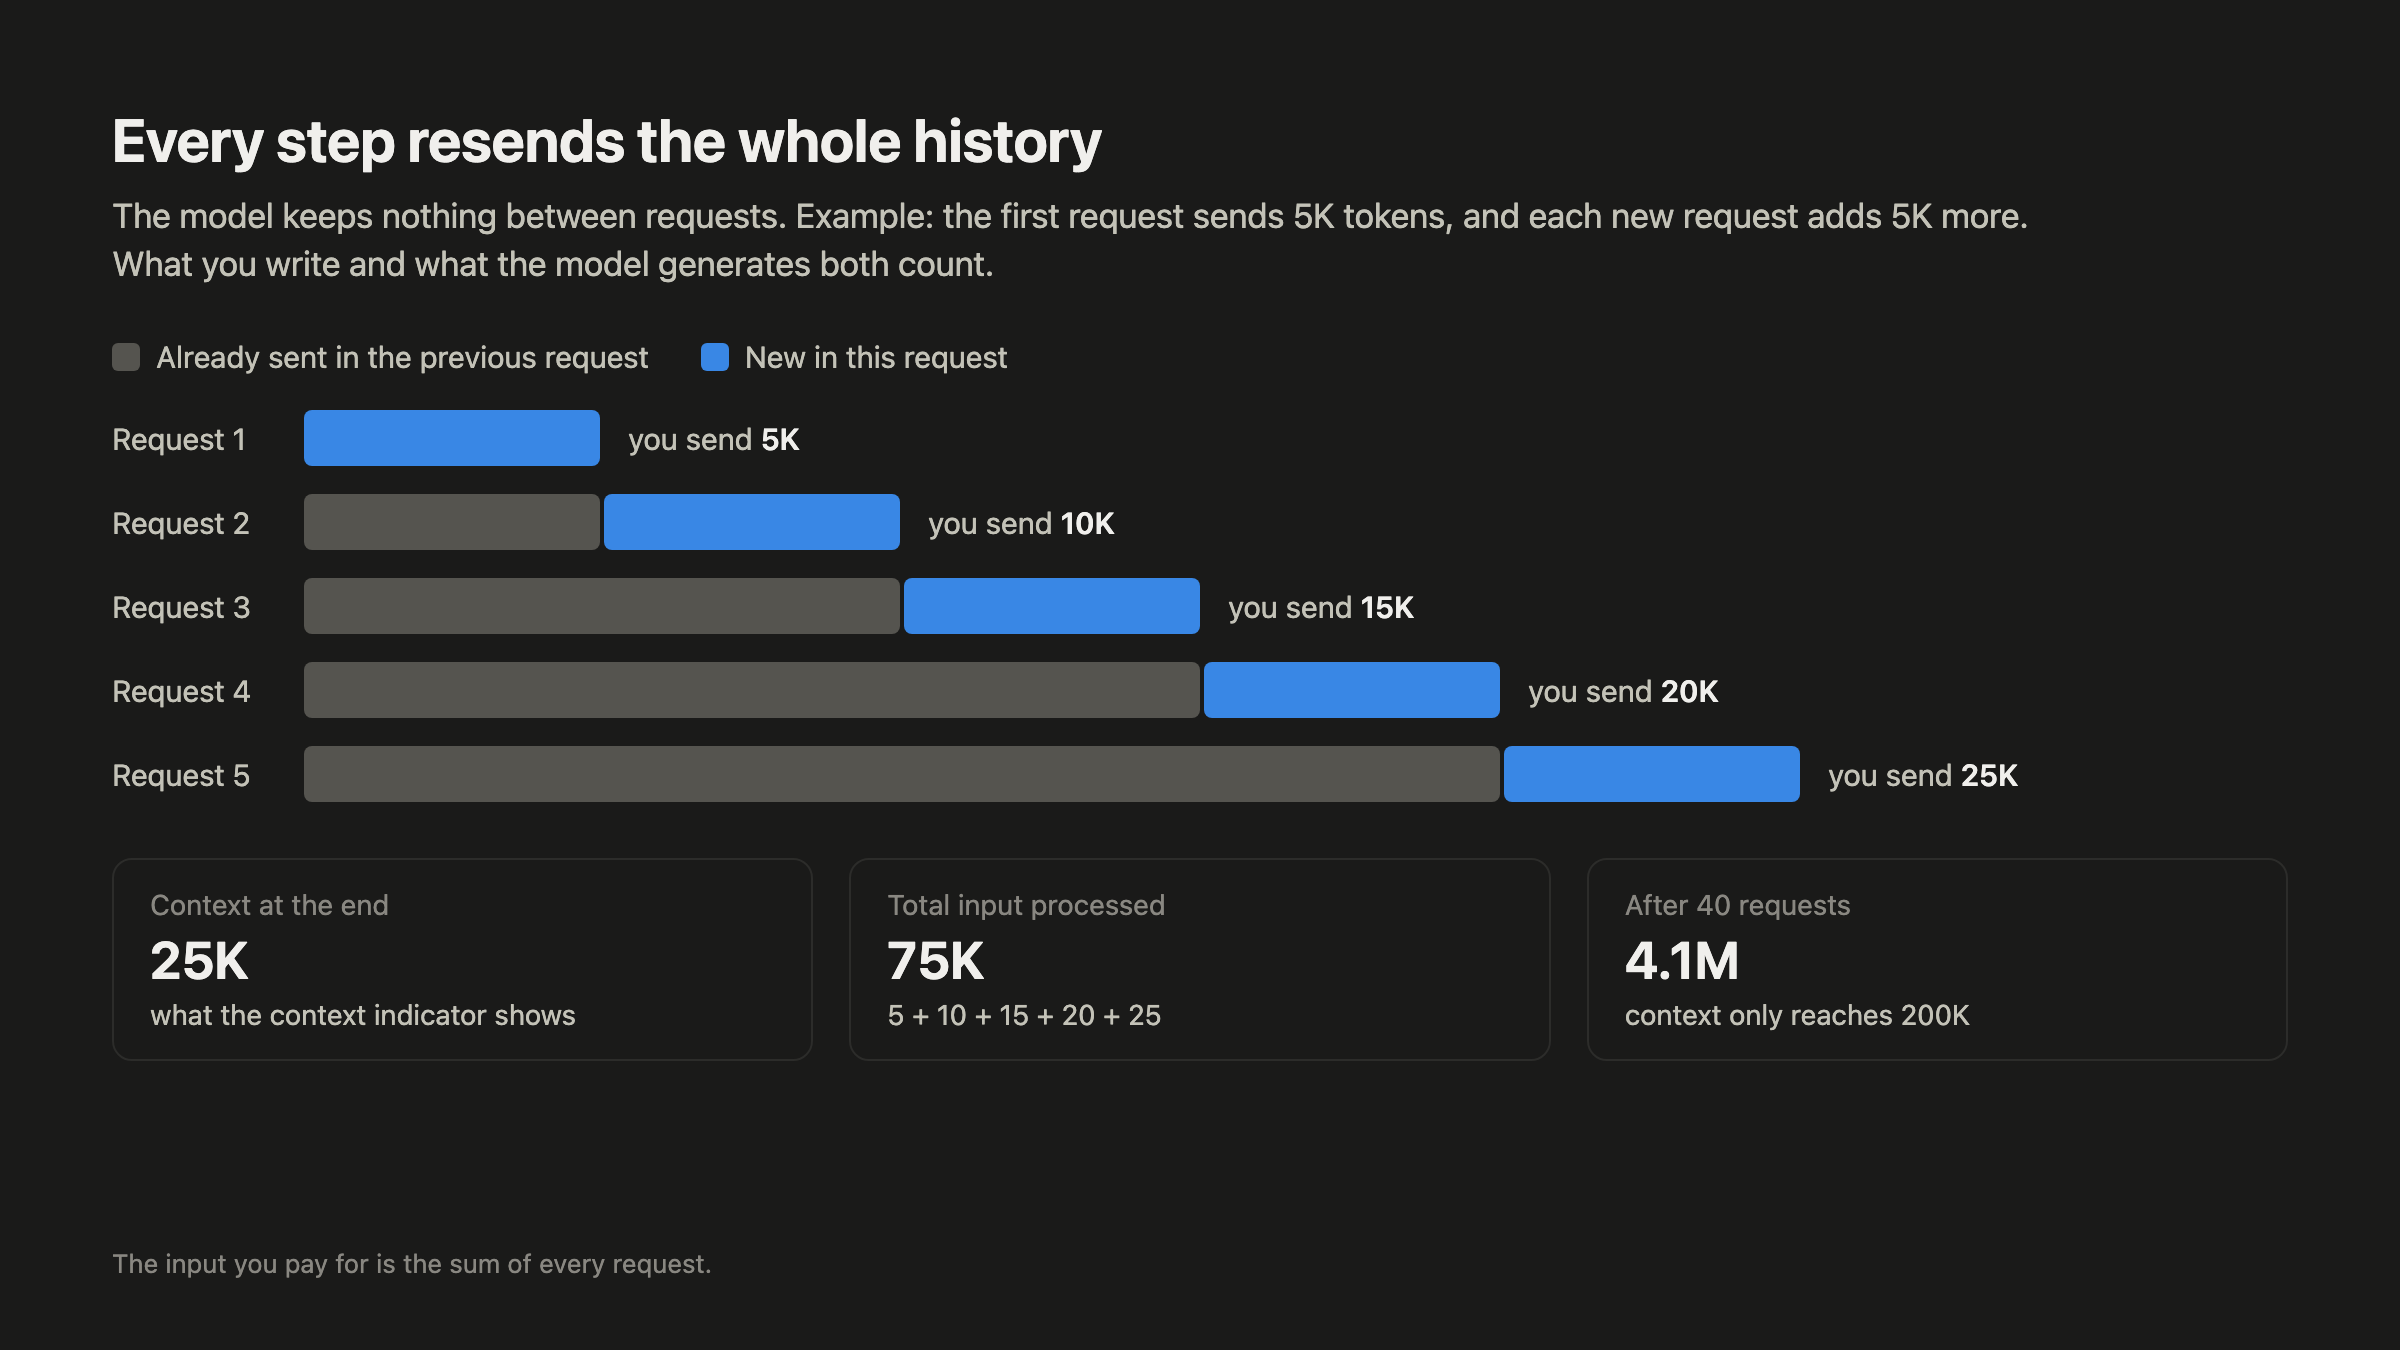 Every step resends the whole history
The model keeps nothing between requests. Example: the first request sends 5K tokens, and each new request adds 5K more.
What you write and what the model generates both count.
Already sent in the previous request
New in this request
Request 1
you send 5K
Request 2
you send 10K
Request 3
you send 15K
Request 4
you send 20K
Request 5
you send 25K
Context at the end
25K
what the context indicator shows
Total input processed
75K
5 + 10 + 15 + 20 + 25
After 40 requests
4.1M
context only reaches 200K
The input you pay for is the sum of every request.